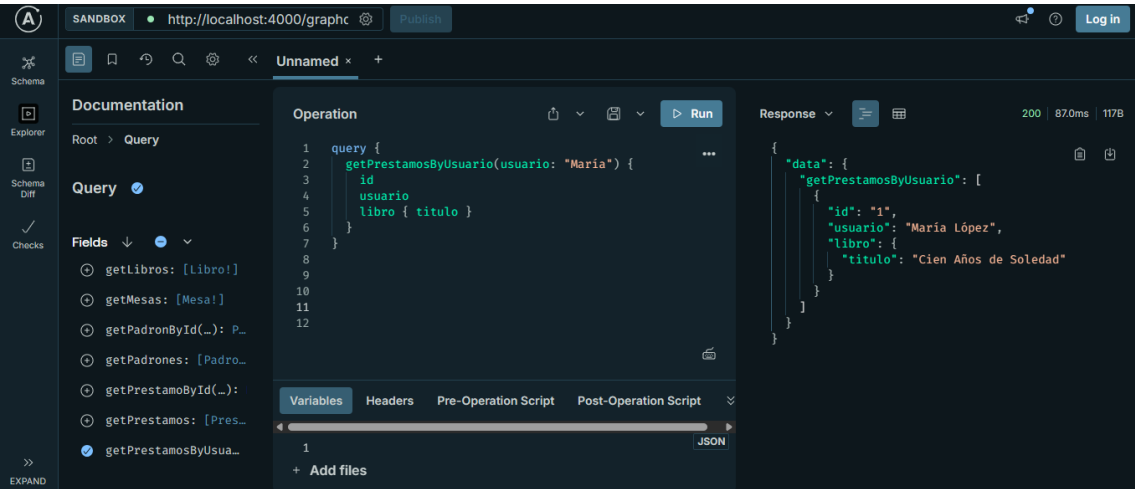 SANDBOX http://localhost:4000/graphc Publish Log in
Schema
Explorer
Schema
Diff
Checks
EXPAND
Unnamed × +
Documentation
Root > Query
Query
Fields
getLibros: [Libro!]
getMesas: [Mesa!]
getPadronById(…): P…
getPadrones: [Padro…
getPrestamoById(…):
getPrestamos: [Pres…
getPrestamosByUsua…
Operation Run
1 query {
2 getPrestamosByUsuario(usuario: "María") {
3 id
4 usuario
5 libro { titulo }
6 }
7 }
8
9
10
11
12
Variables Headers Pre-Operation Script Post-Operation Script
JSON
1
+ Add files
Response 200 87.0ms 117B
{
"data": {
"getPrestamosByUsuario": [
{
"id": "1",
"usuario": "María López",
"libro": {
"titulo": "Cien Años de Soledad"
}
}
]
}
}